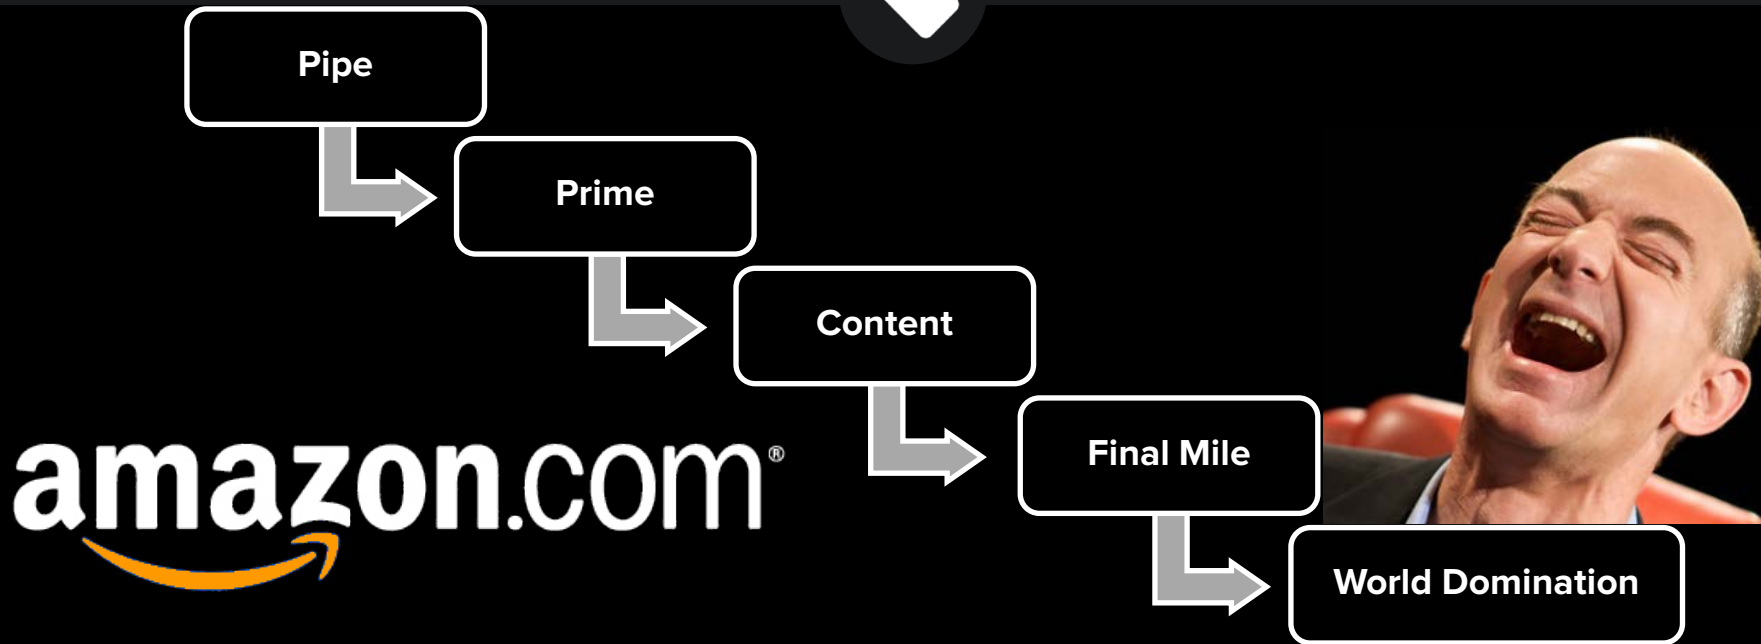 Pipe
Prime
Content
Final Mile
amazon.com®
World Domination